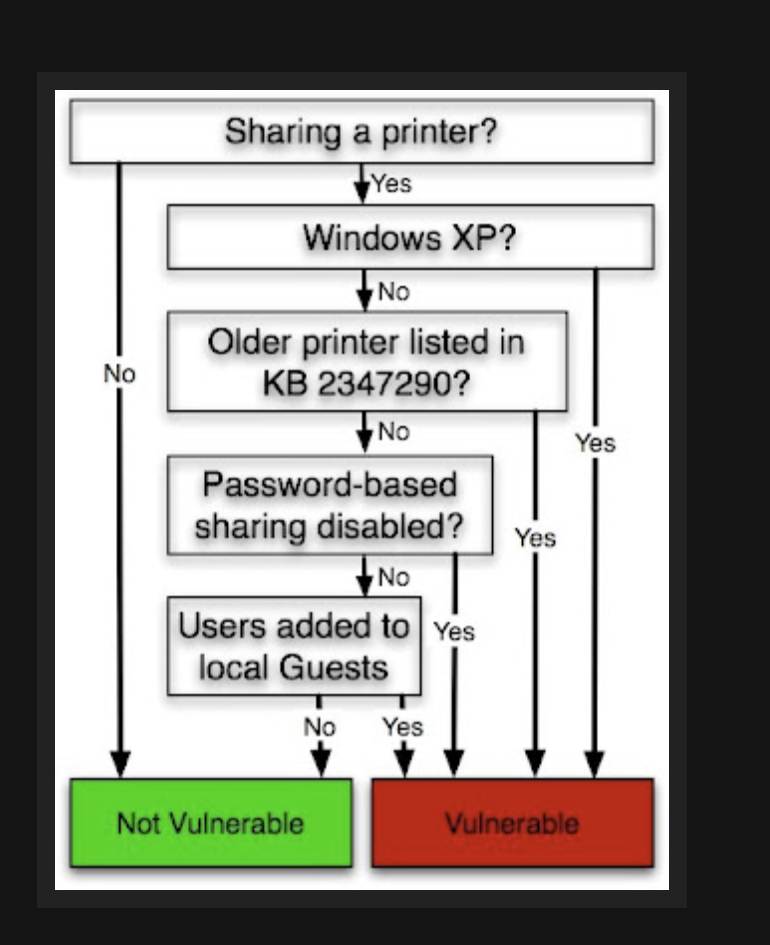 Sharing a printer?
Yes
Windows XP?
No
Older printer listed in
KB 2347290?
No
No
Yes
Password-based
sharing disabled?
Yes
No
Users added to
local Guests
Yes
No
Yes
Not Vulnerable
Vulnerable